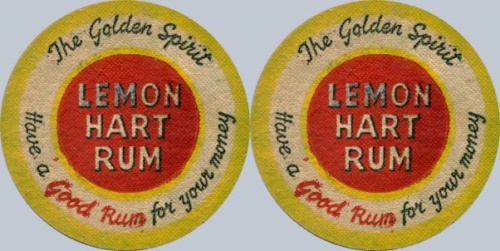 The Golden Spirit
LEMON
HART
RUM
Have a Good Rum for your money
The Golden Spirit
LEMON
HART
RUM
Have a Good Rum for your money